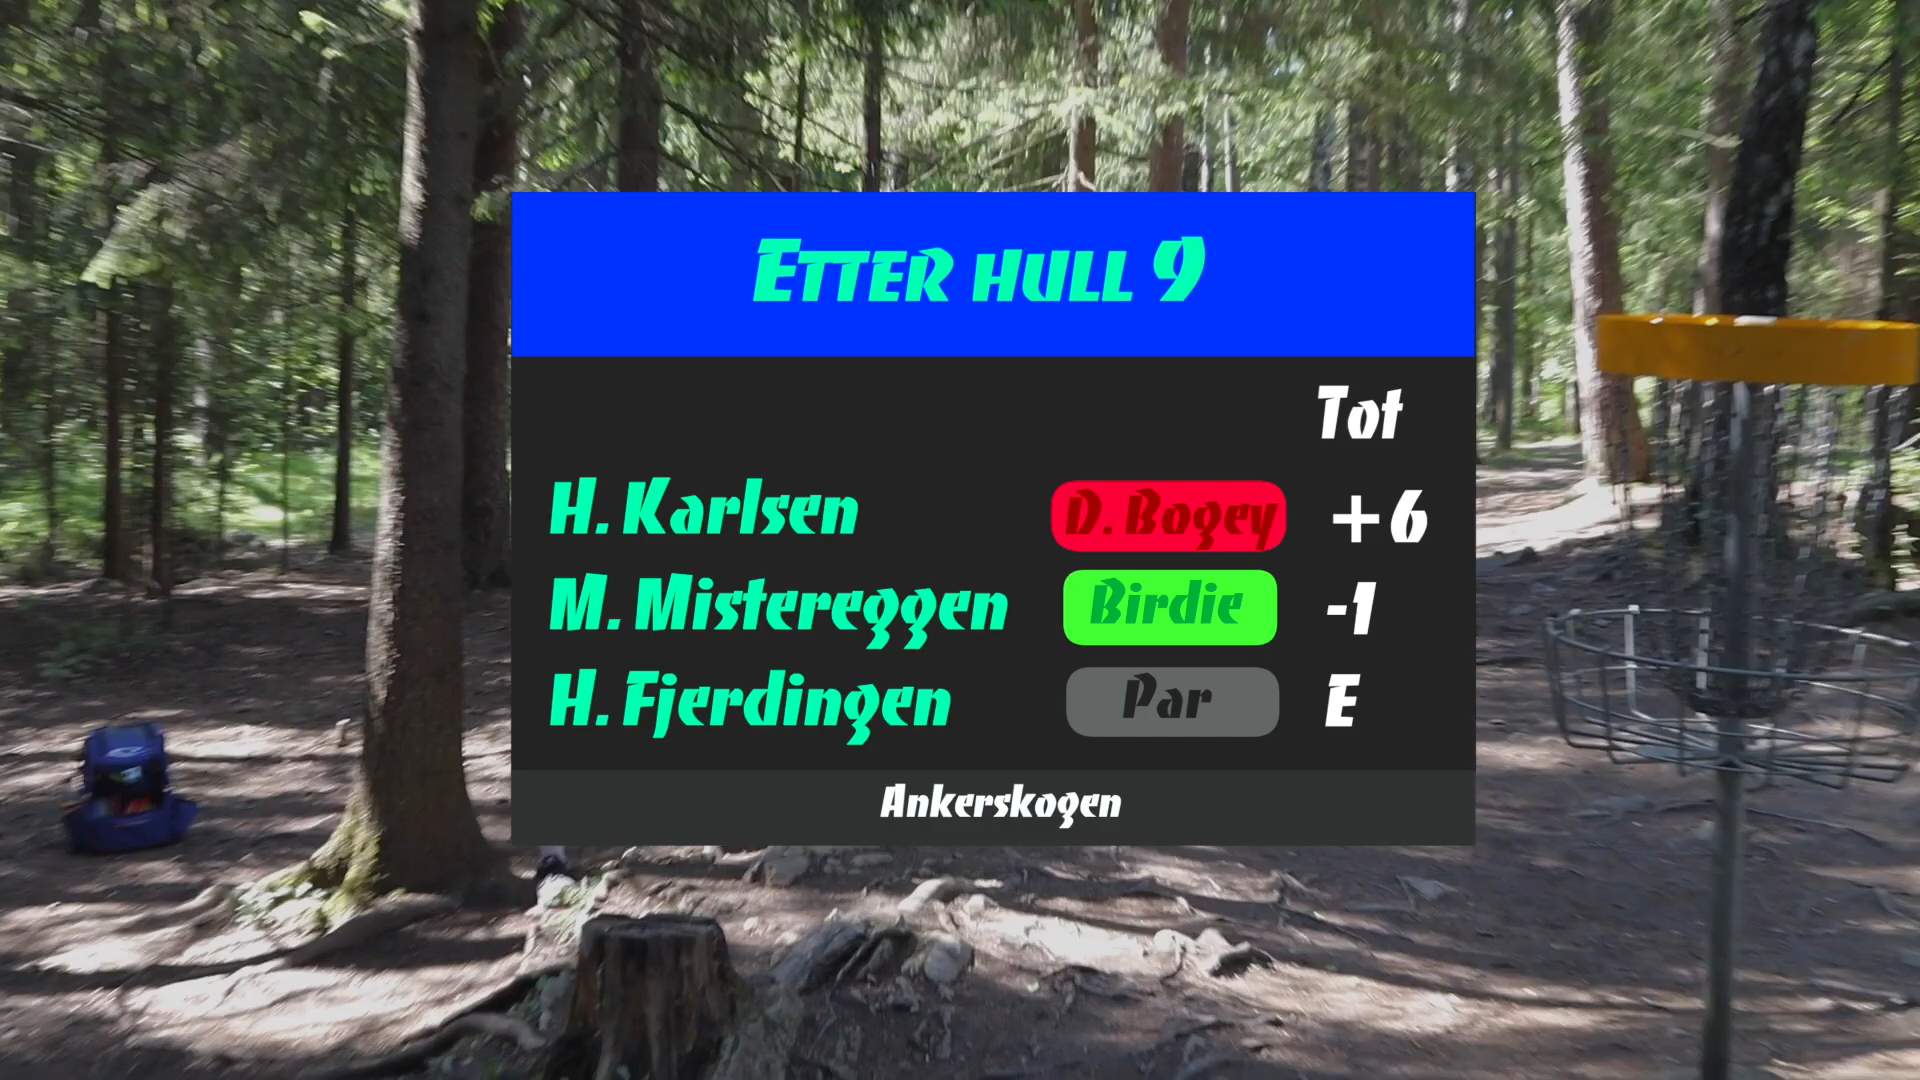 Etter hull 9
Tot
H. Karlsen D. Bogey +6
M. Mistereggen Birdie -1
H. Fjerdingen Par E
Ankerskogen